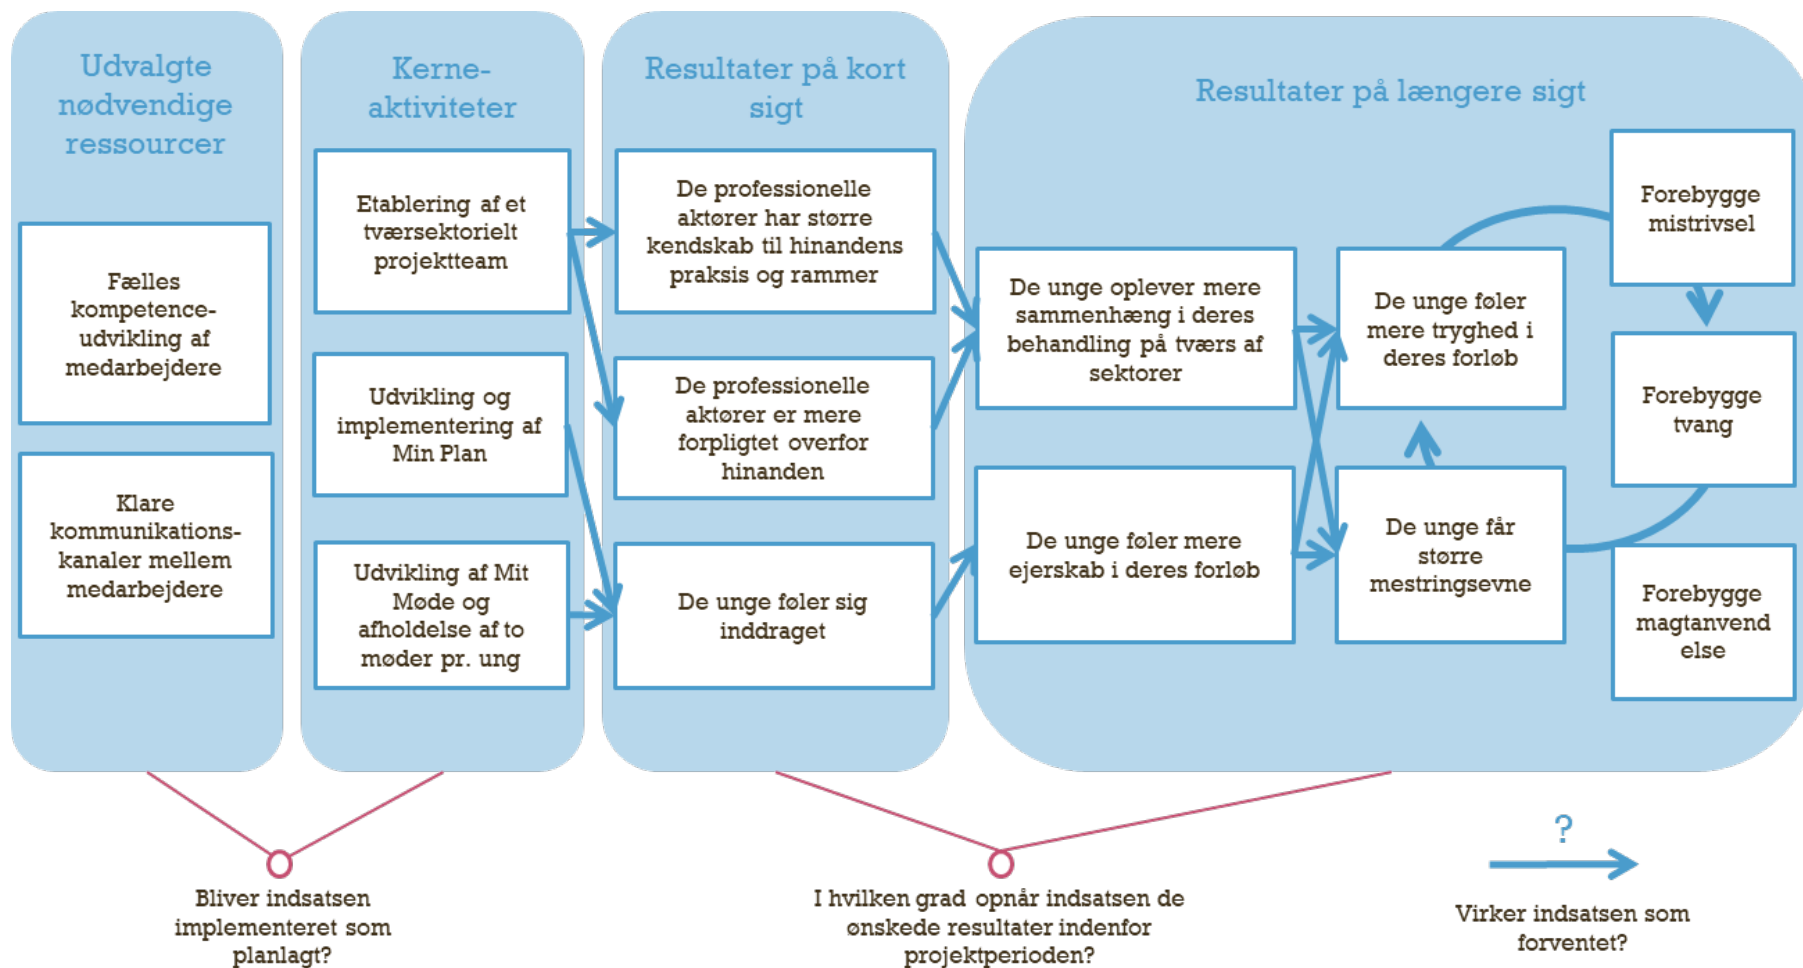 Udvalgte
nødvendige
ressourcer
Fælles
kompetence-
udvikling af
medarbejdere
Klare
kommunikations-
kanaler mellem
medarbejdere
Kerne-
aktiviteter
Etablering af et
tværsektorielt
projektteam
Udvikling og
implementering af
Min Plan
Udvikling af Mit
Møde og
afholdelse af to
møder pr. ung
Resultater på kort
sigt
De professionelle
aktører har større
kendskab til hinandens
praksis og rammer
De professionelle
aktører er mere
forpligtet overfor
hinanden
De unge føler sig
inddraget
Resultater på længere sigt
De unge oplever mere
sammenhæng i deres
behandling på tværs af
sektorer
De unge føler mere
ejerskab i deres forløb
De unge føler
mere tryghed i
deres forløb
De unge får
større
mestringsevne
Forebygge
mistrivsel
Forebygge
tvang
Forebygge
magtanvend
else
Bliver indsatsen
implementeret som
planlagt?
I hvilken grad opnår indsatsen de
ønskede resultater indenfor
projektperioden?
?
Virker indsatsen som
forventet?